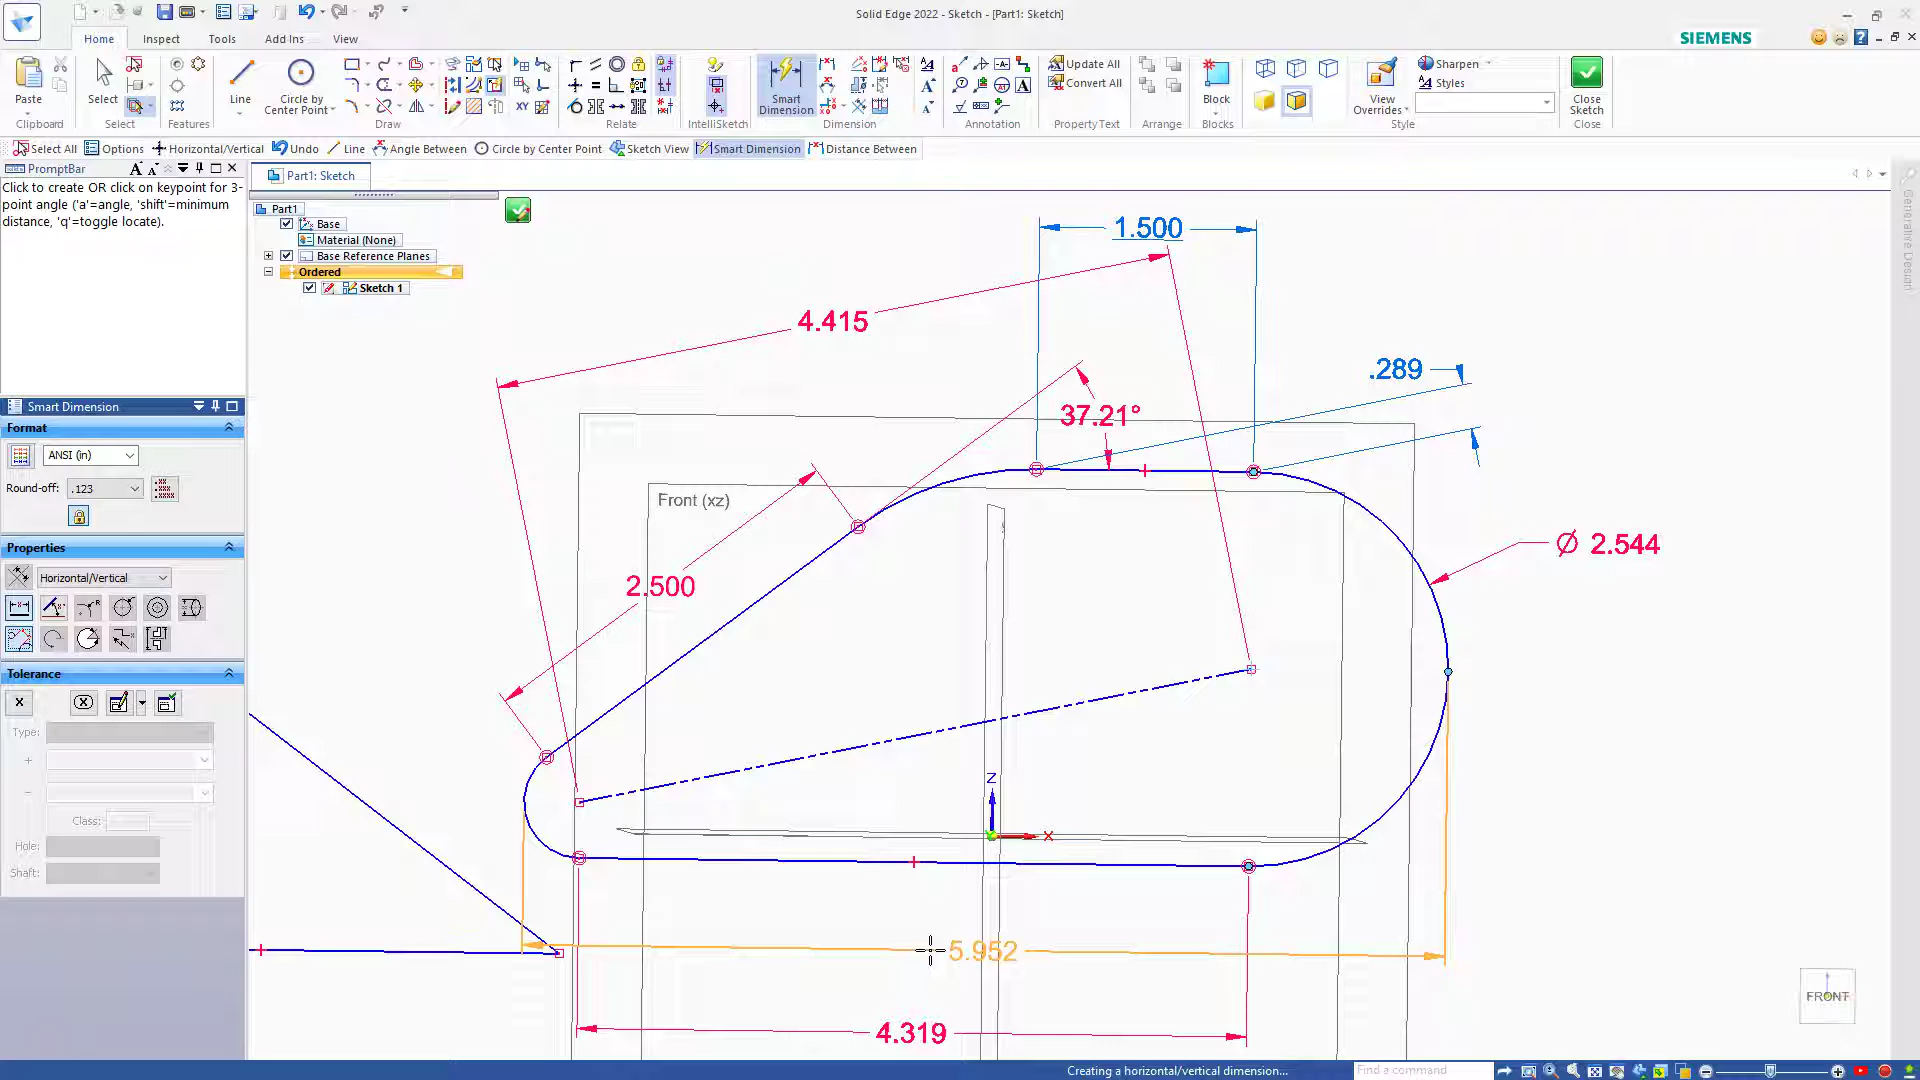 Solid Edge 2022 - Sketch - [Part1: Sketch]
Home
Inspect
Tools
Add Ins
View
SIEMENS
Paste
Clipboard
Select
Select
Features
Line
Circle by
Center Point
Draw
XY
Relate
IntelliSketch
Smart
Dimension
Dimension
Annotation
Update All
Convert All
PropertyText
Arrange
Block
Blocks
View
Overrides
Sharpen
Styles
Style
Close
Sketch
Close
Select All
Options
Horizontal/Vertical
Undo
Line
Angle Between
Circle by Center Point
Sketch View
Smart Dimension
Distance Between
PromptBar
Click to create OR click on keypoint for 3-
point angle ('a'=angle, 'shift'=minimum
distance, 'q'=toggle locate).
Part1: Sketch
Part1
Base
Material (None)
Base Reference Planes
Ordered
Sketch 1
Generative Design
Smart Dimension
Format
ANSI (in)
Round-off:
.123
Properties
Horizontal/Vertical
Tolerance
Type:
+
-
Class:
Hole:
Shaft:
1.500
4.415
.289
37.21°
Front (xz)
Ø 2.544
2.500
Z
X
5.952
4.319
FRONT
Creating a horizontal/vertical dimension...
Find a command